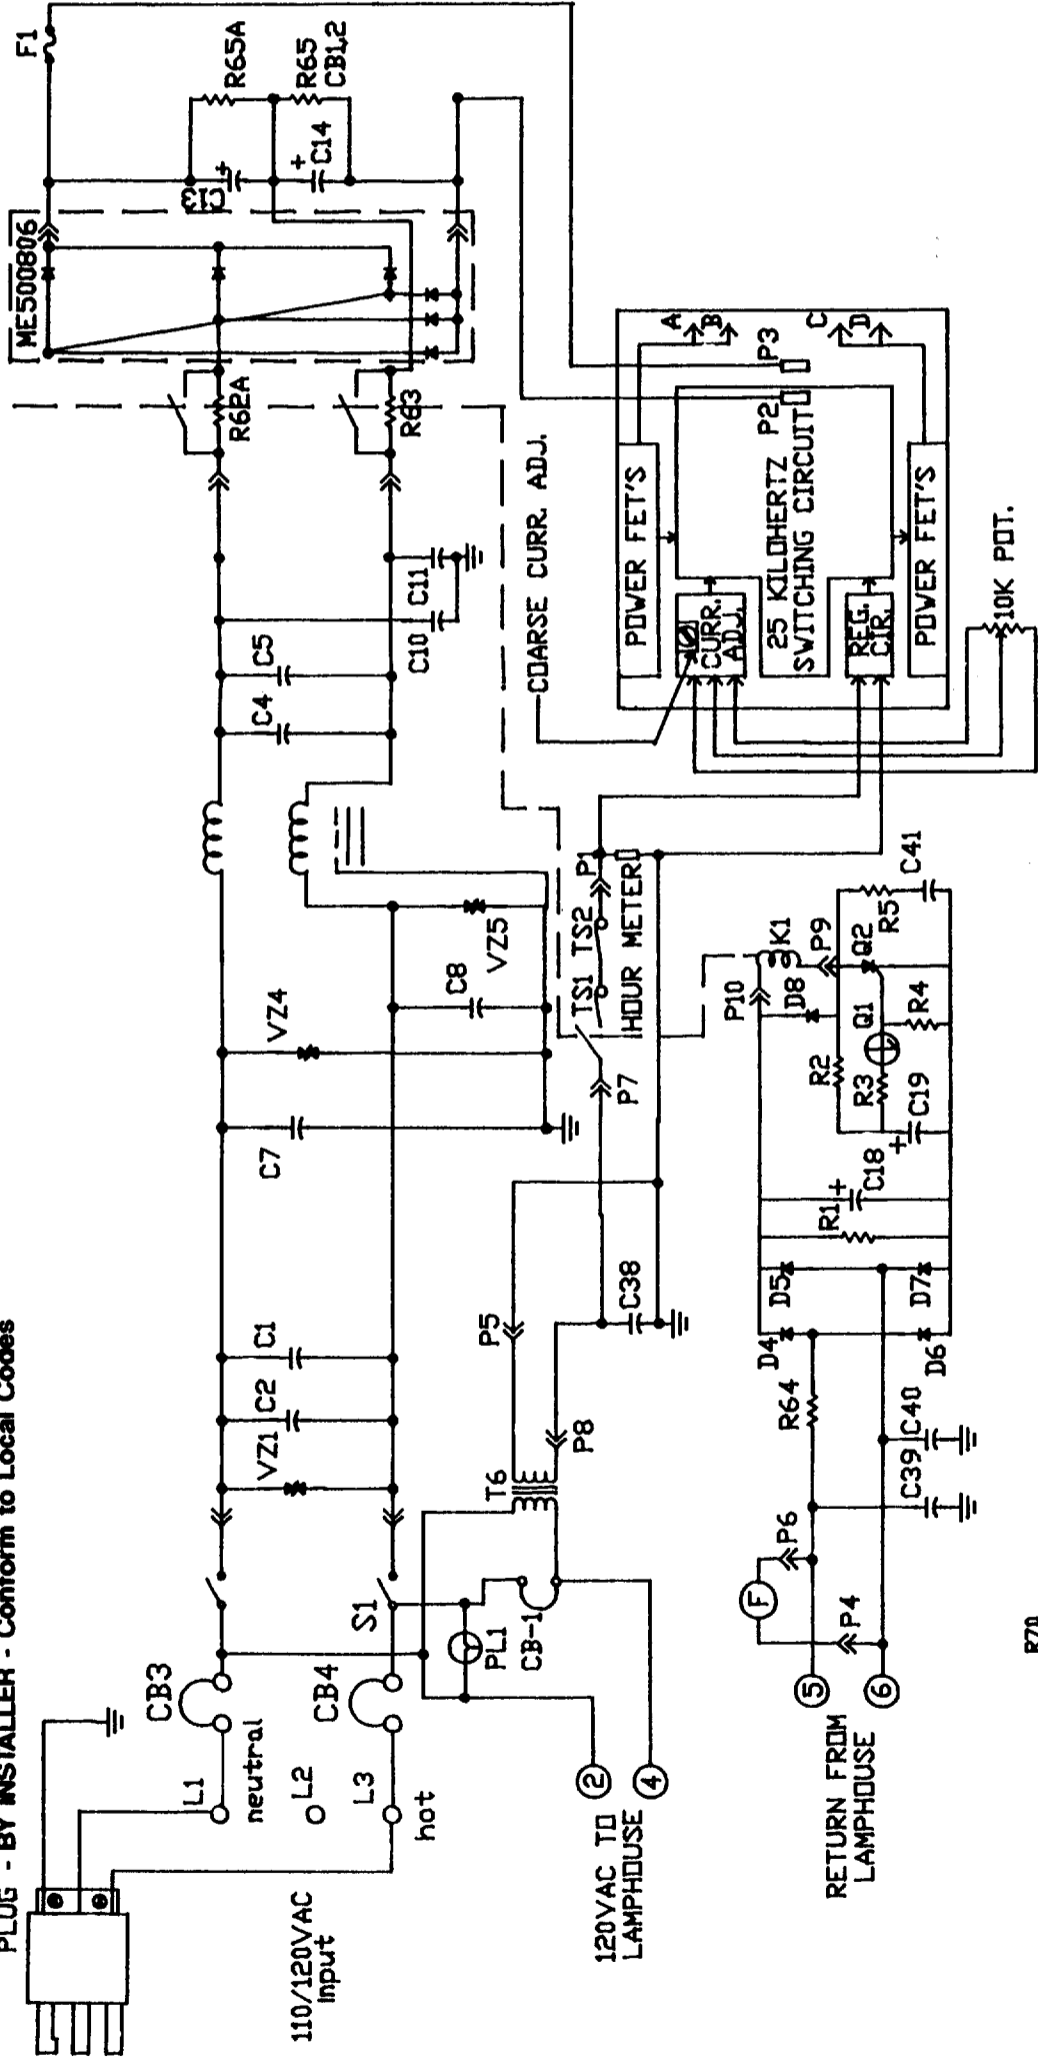 PLUG - BY INSTALLER - Conform to Local Codes
110/120VAC
input
L1
neutral
L2
L3
hot
CB3
CB4
S1
PL1
CB-1
VZ1
C2
C1
C7
VZ4
C8
VZ5
C4
C5
C10
C11
R62A
R63
ME500806
C13
C14
R65A
R65
CB1,2
F1
120VAC TO
LAMPHOUSE
2
4
T6
P5
P8
C38
P7
TS1
TS2
P1
HOUR METER
COARSE CURR. ADJ.
POWER FET'S
CURR.
ADJ.
25 KILOHERTZ
SWITCHING CIRCUIT
REG.
CIR.
POWER FET'S
P2
P3
A
B
C
D
10K POT.
RETURN FROM
LAMPHOUSE
5
6
F
P4
P6
R64
C39
C40
D4
D5
D6
D7
R1
+
C18
R2
R3
+
C19
Q1
R4
D8
P10
K1
P9
Q2
R5
C41
+
+
R70